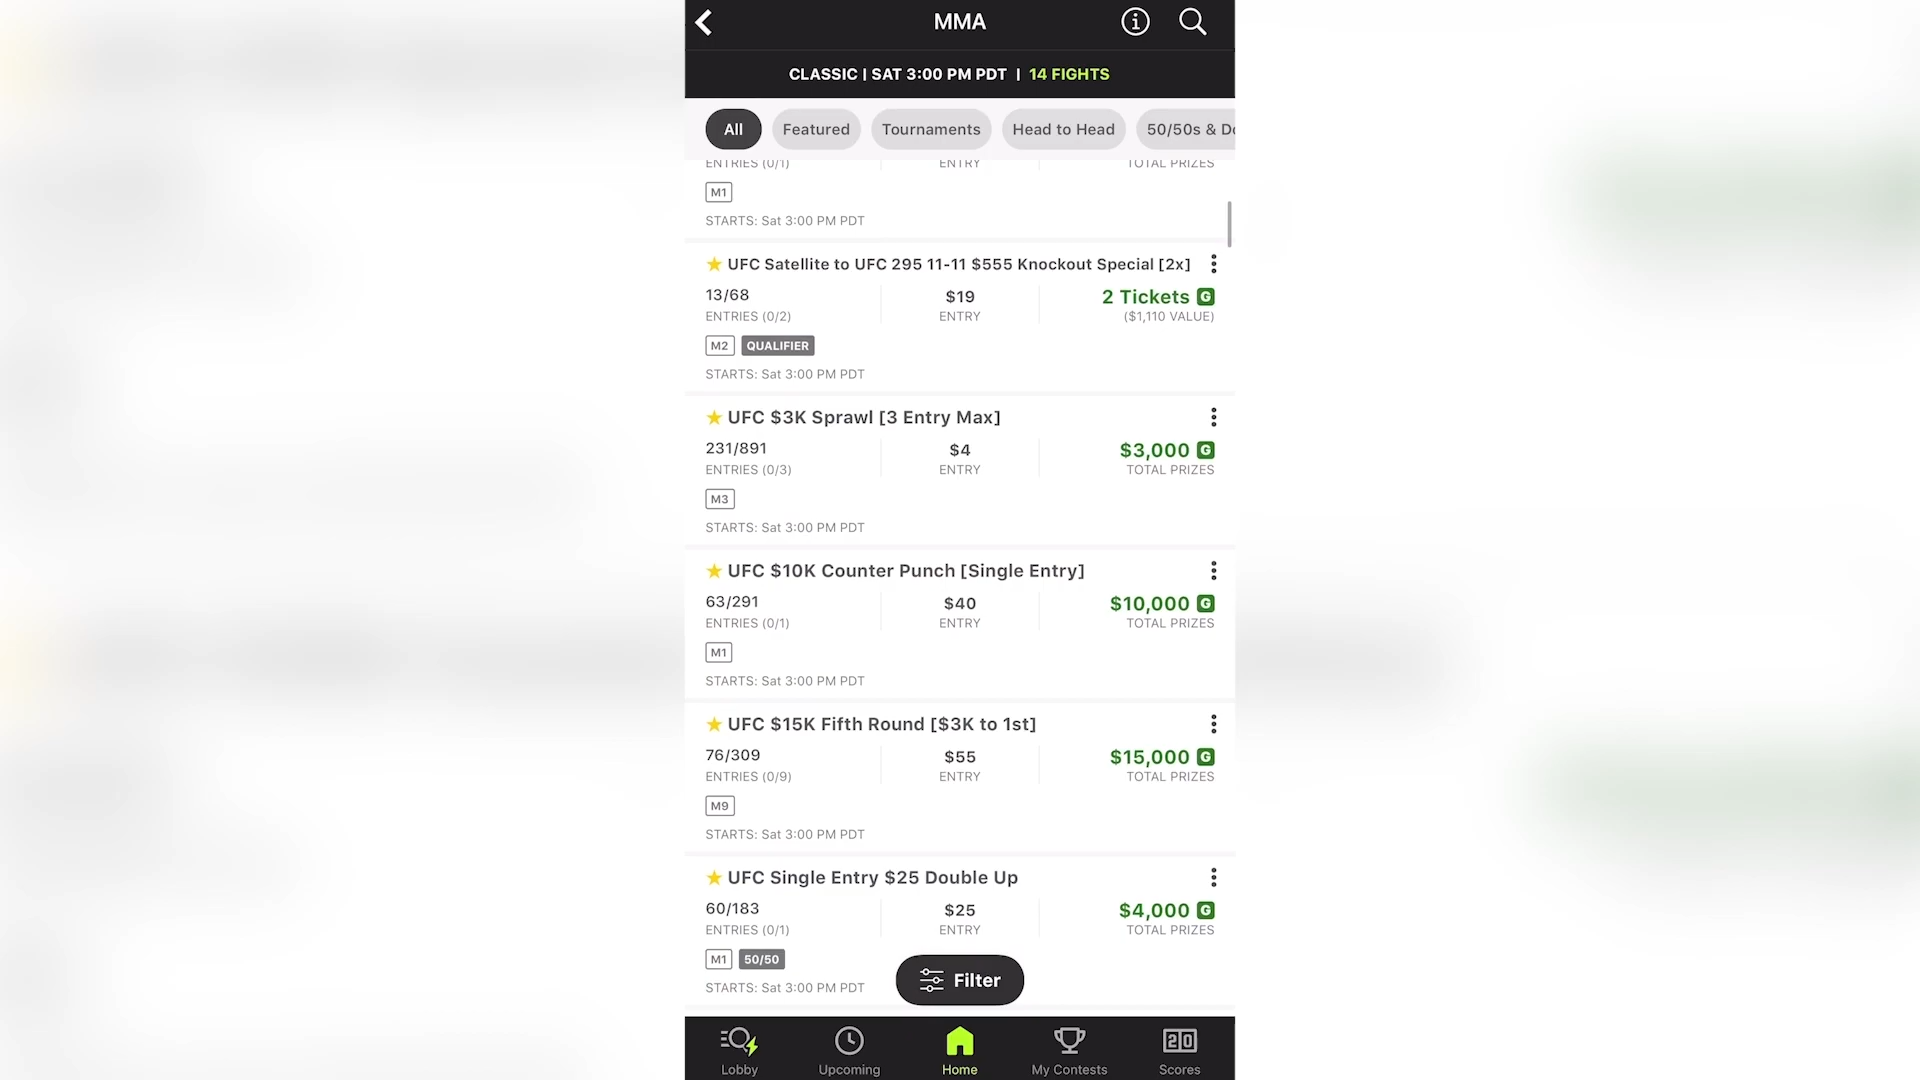 MMA
CLASSIC | SAT 3:00 PM PDT | 14 FIGHTS
All Featured Tournaments Head to Head 50/50s & Do
ENTRIES (0/1) ENTRY TOTAL PRIZES
M1
STARTS: Sat 3:00 PM PDT
UFC Satellite to UFC 295 11-11 $555 Knockout Special [2x]
13/68 $19 2 Tickets G
ENTRIES (0/2) ENTRY ($1,110 VALUE)
M2 QUALIFIER
STARTS: Sat 3:00 PM PDT
UFC $3K Sprawl [3 Entry Max]
231/891 $4 $3,000 G
ENTRIES (0/3) ENTRY TOTAL PRIZES
M3
STARTS: Sat 3:00 PM PDT
UFC $10K Counter Punch [Single Entry]
63/291 $40 $10,000 G
ENTRIES (0/1) ENTRY TOTAL PRIZES
M1
STARTS: Sat 3:00 PM PDT
UFC $15K Fifth Round [$3K to 1st]
76/309 $55 $15,000 G
ENTRIES (0/9) ENTRY TOTAL PRIZES
M9
STARTS: Sat 3:00 PM PDT
UFC Single Entry $25 Double Up
60/183 $25 $4,000 G
ENTRIES (0/1) ENTRY TOTAL PRIZES
M1 50/50
STARTS: Sat 3:00 PM PDT
Filter
20
Lobby Upcoming Home My Contests Scores